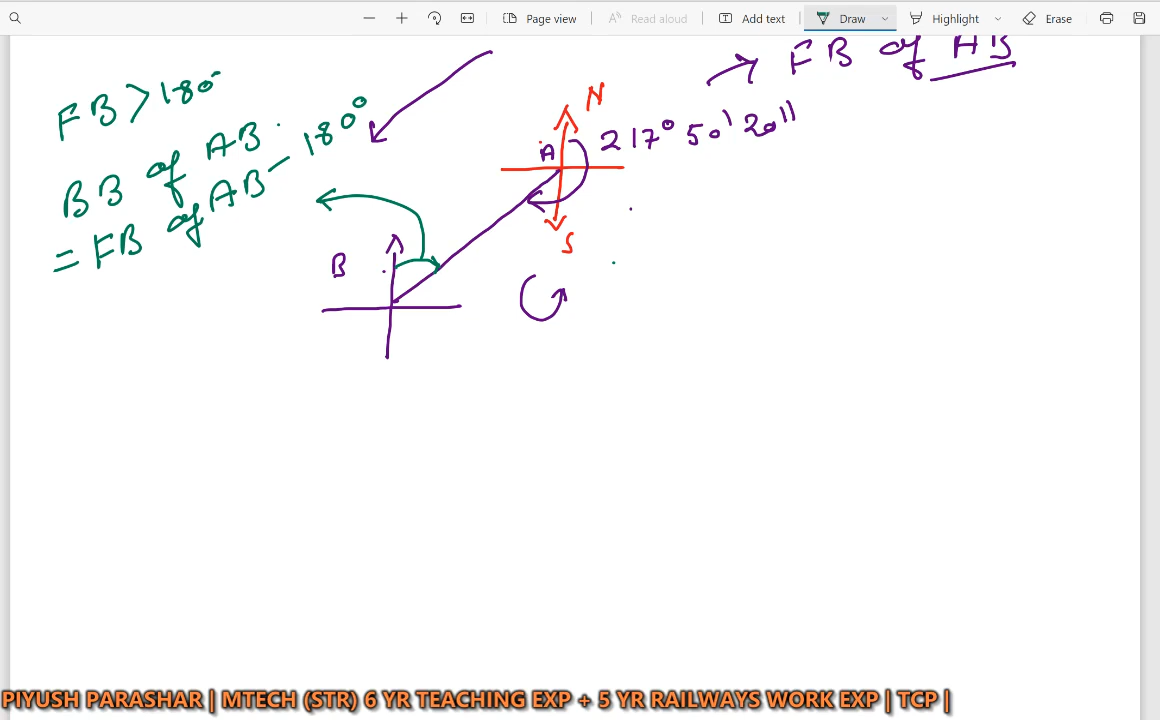 Page view
Read aloud
Add text
Draw
Highlight
Erase
FB of AB
FB > 180°
BB of AB
= FB of AB - 180°
N
A
217° 50' 20"
S
B
PIYUSH PARASHAR | MTECH (STR) 6 YR TEACHING EXP + 5 YR RAILWAYS WORK EXP | TCP |